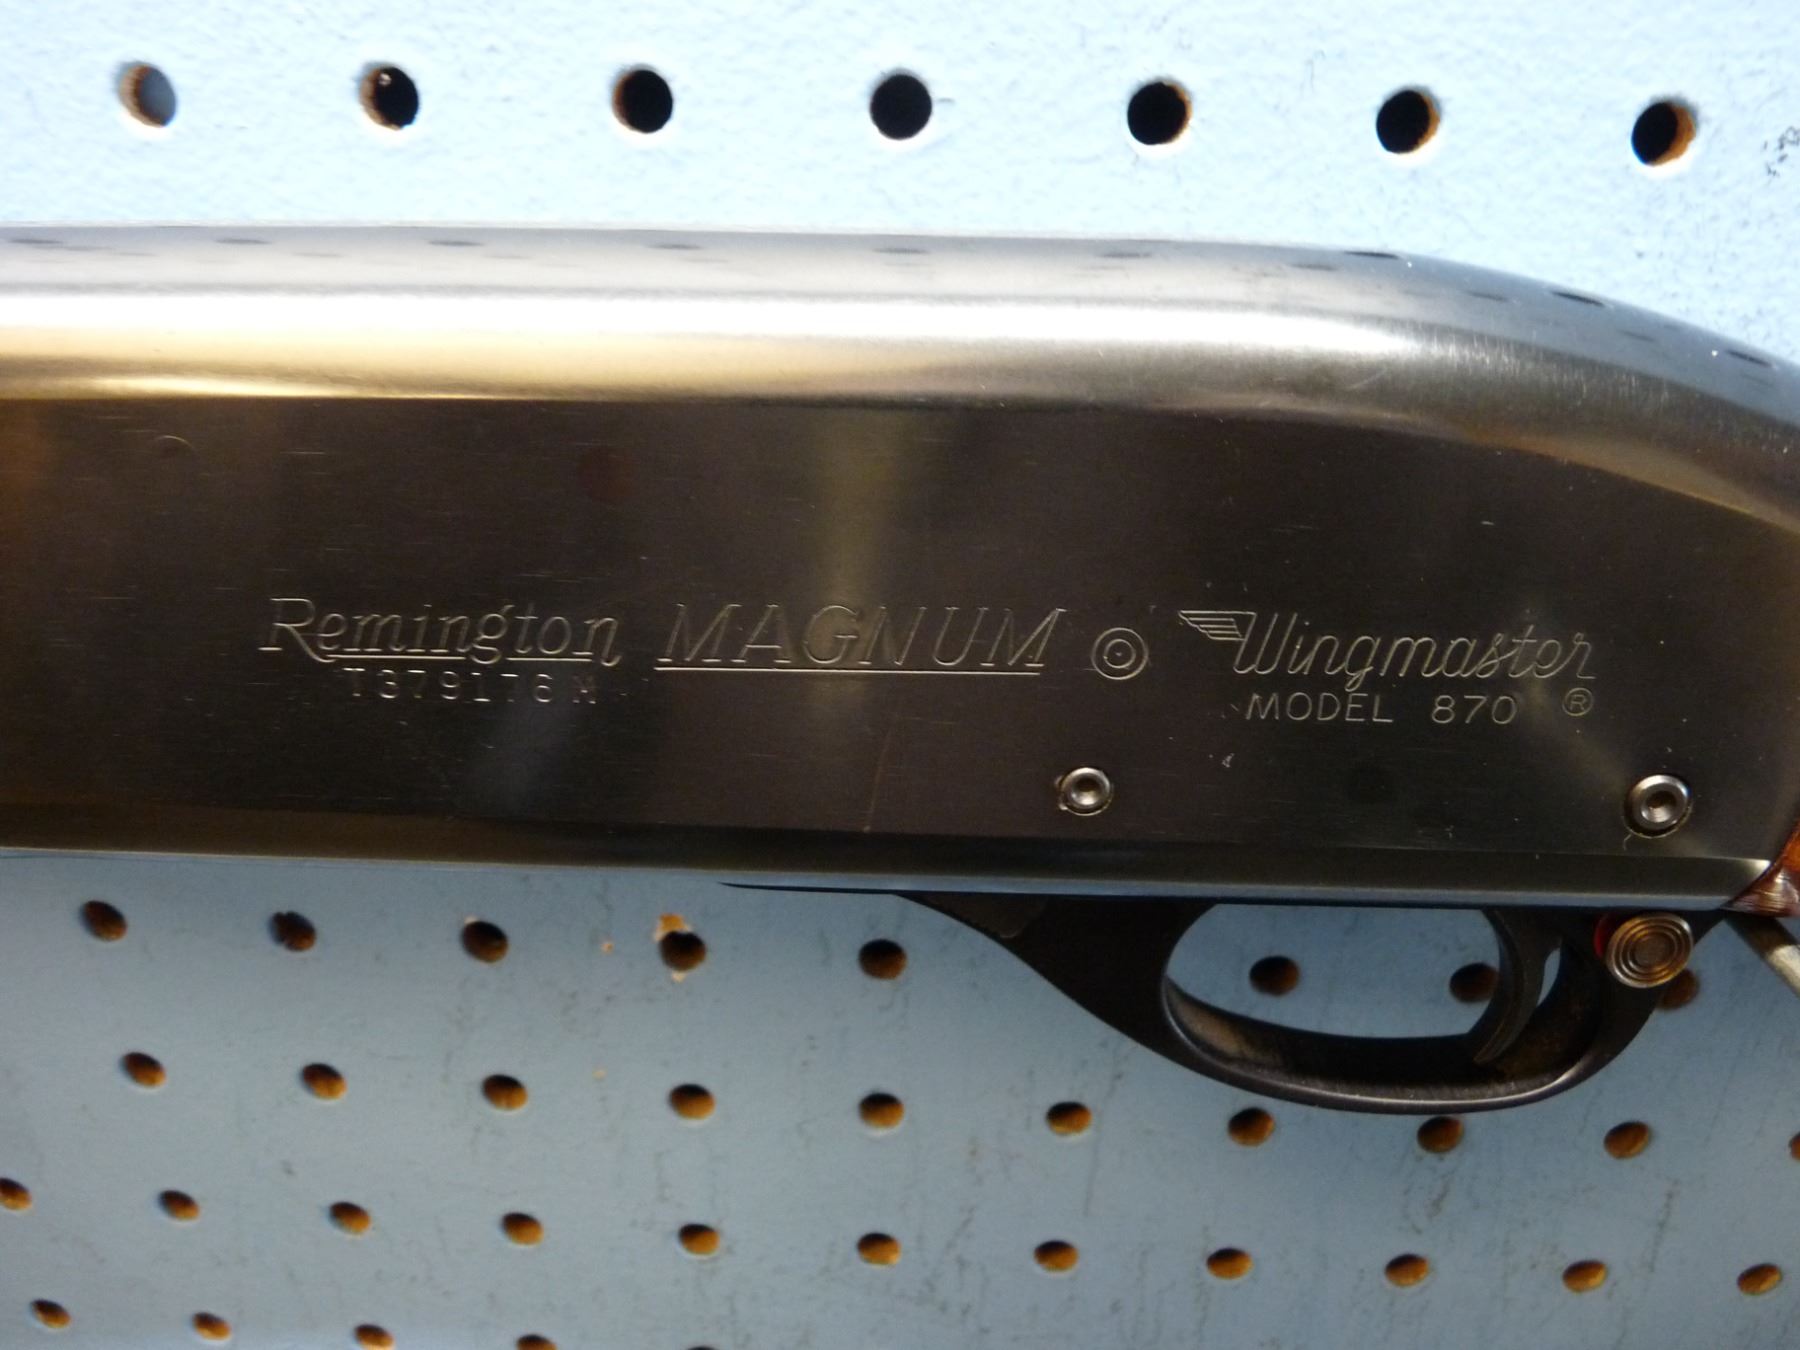 Remington MAGNUM Wingmaster
T379176M MODEL 870 ®